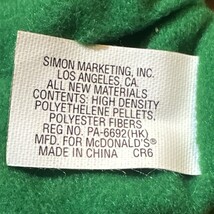 SIMON MARKETING, INC.
LOS ANGELES, CA.
ALL NEW MATERIALS
CONTENTS: HIGH DENSITY
POLYETHELENE PELLETS,
POLYESTER FIBERS
REG NO. PA-6692(HK)
MFD. FOR McDONALD'S®
MADE IN CHINA CR6